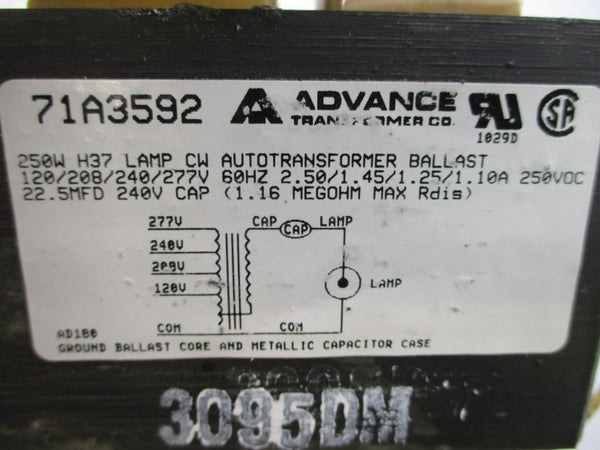 71A3592 ADVANCE TRANSFORMER CO. UR SA
1029D
250W H37 LAMP CW AUTOTRANSFORMER BALLAST
120/208/240/277V 60HZ 2.50/1.45/1.25/1.10A 250VOC
22.5MFD 240V CAP (1.16 MEGOHM MAX Rdis)
277V CAP CAP LAMP
240V
208V LAMP
120V
COM COM
AD180
GROUND BALLAST CORE AND METALLIC CAPACITOR CASE
3095DM